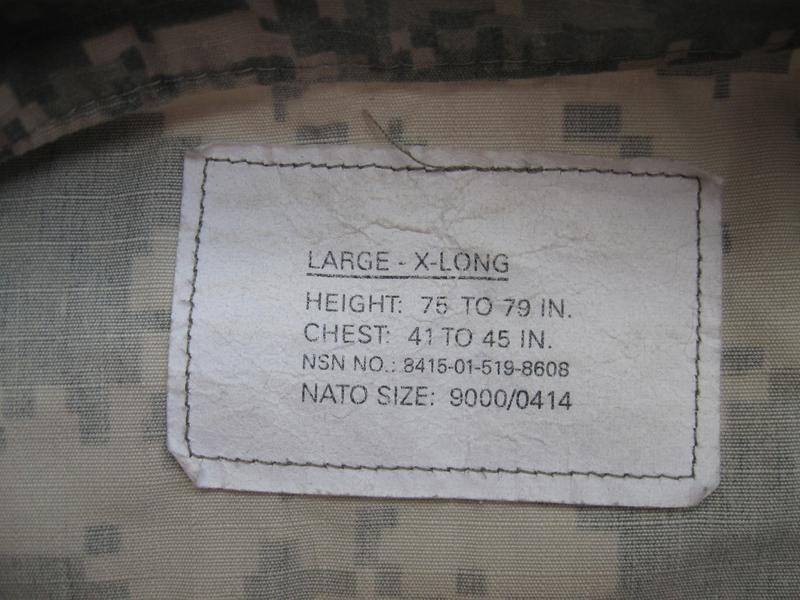 LARGE - X-LONG
HEIGHT: 75 TO 79 IN.
CHEST: 41 TO 45 IN.
NSN NO.: 8415-01-519-8608
NATO SIZE: 9000/0414